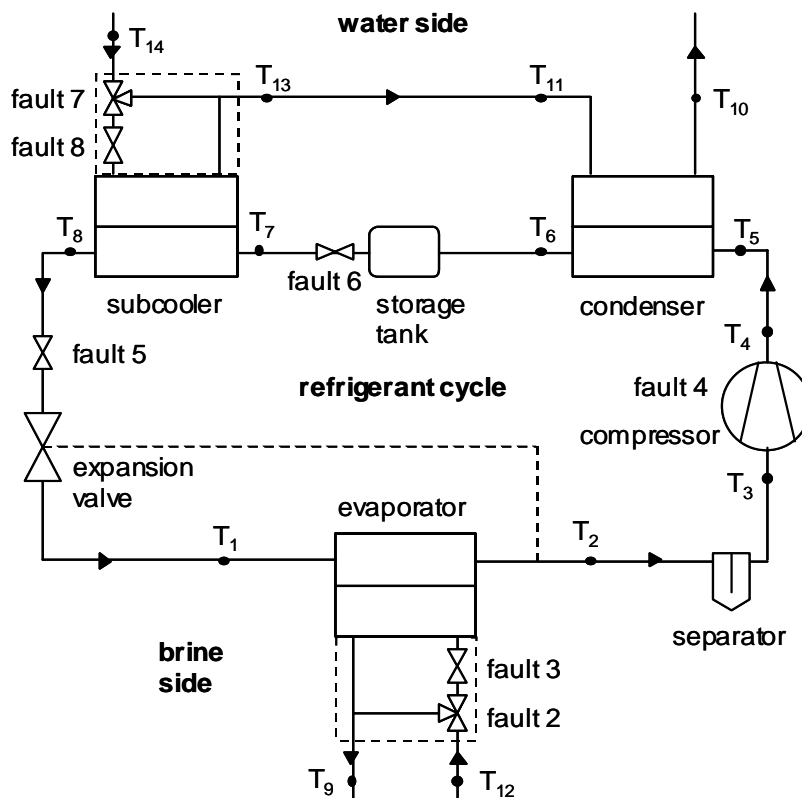 water side
T14
fault 7
T13
T11
T10
fault 8
T8
T7
T6
T5
fault 6
subcooler
storage
tank
condenser
T4
fault 5
refrigerant cycle
fault 4
compressor
expansion
valve
T3
evaporator
T1
T2
separator
brine
side
fault 3
fault 2
T9
T12